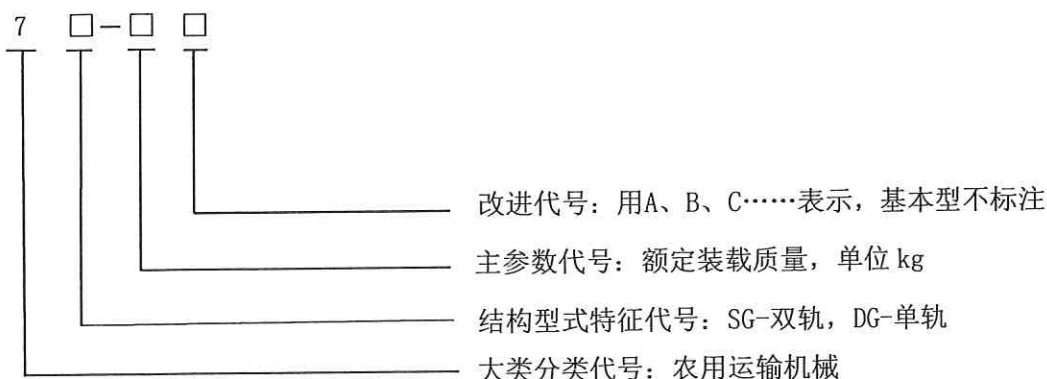 7 □-□ □
改进代号：用A、B、C……表示，基本型不标注
主参数代号：额定装载质量，单位 kg
结构型式特征代号：SG-双轨，DG-单轨
大类分类代号：农用运输机械